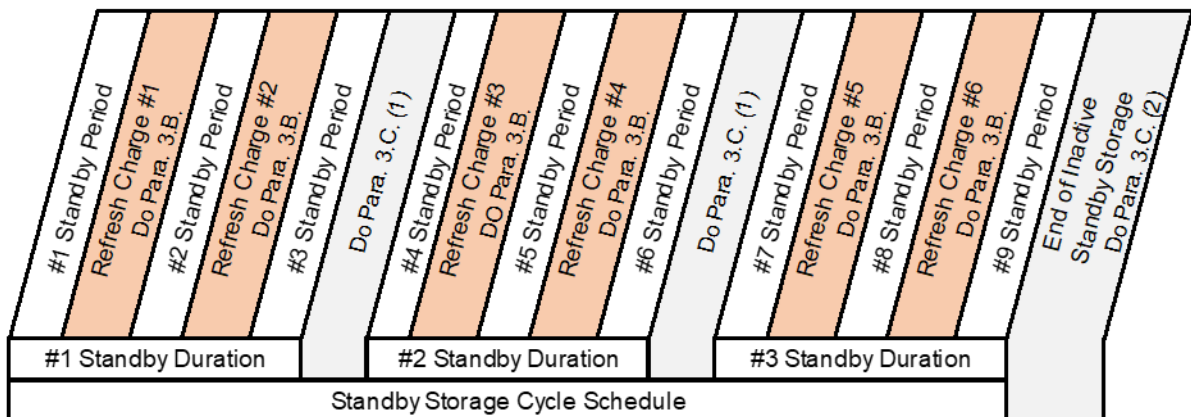 #1 Standby Period
Refresh Charge #1
Do Para. 3.B.
#2 Standby Period
Refresh Charge #2
Do Para. 3.B.
#3 Standby Period
Do Para. 3.C. (1)
#4 Standby Period
Refresh Charge #3
DO Para. 3.B.
#5 Standby Period
Refresh Charge #4
Do Para. 3.B.
#6 Standby Period
Do Para. 3.C. (1)
#7 Standby Period
Refresh Charge #5
Do Para. 3.B.
#8 Standby Period
Refresh Charge #6
Do Para. 3.B.
#9 Standby Period
End of Inactive
Standby Storage
Do Para. 3.C. (2)
#1 Standby Duration
#2 Standby Duration
#3 Standby Duration
Standby Storage Cycle Schedule